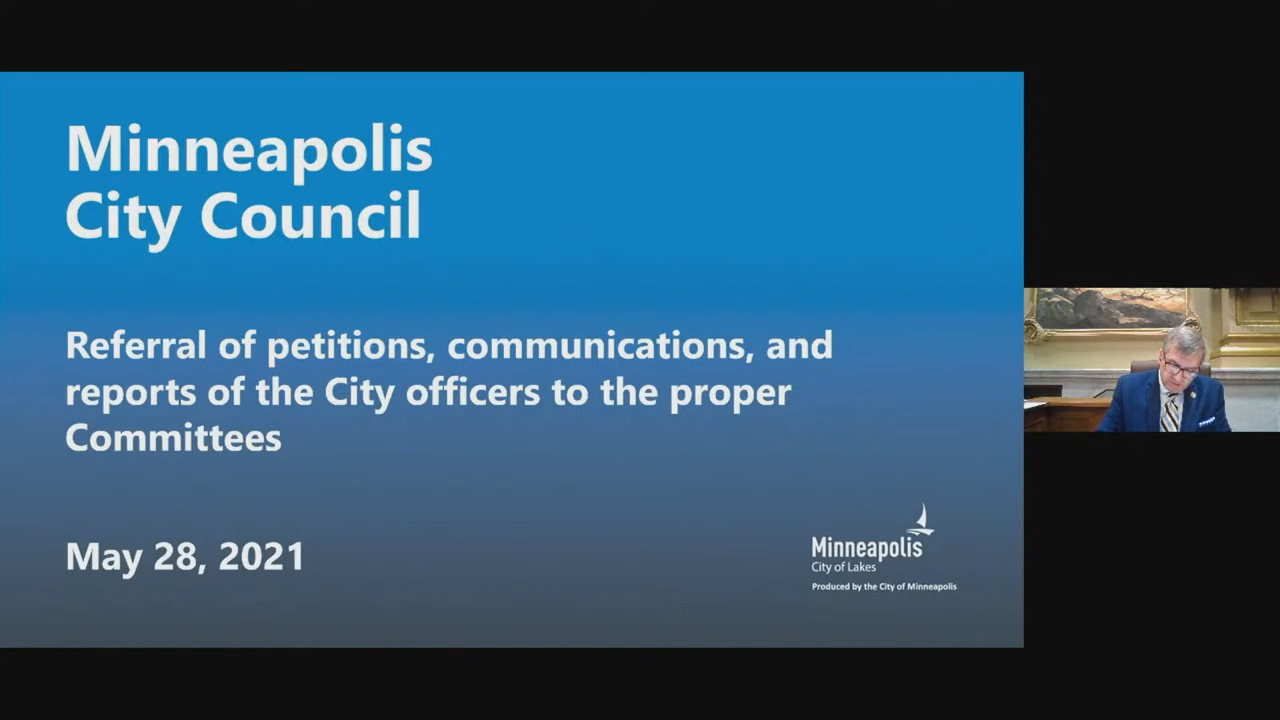 Minneapolis
City Council
Referral of petitions, communications, and
reports of the City officers to the proper
Committees
May 28, 2021
Minneapolis
City of Lakes
Produced by the City of Minneapolis